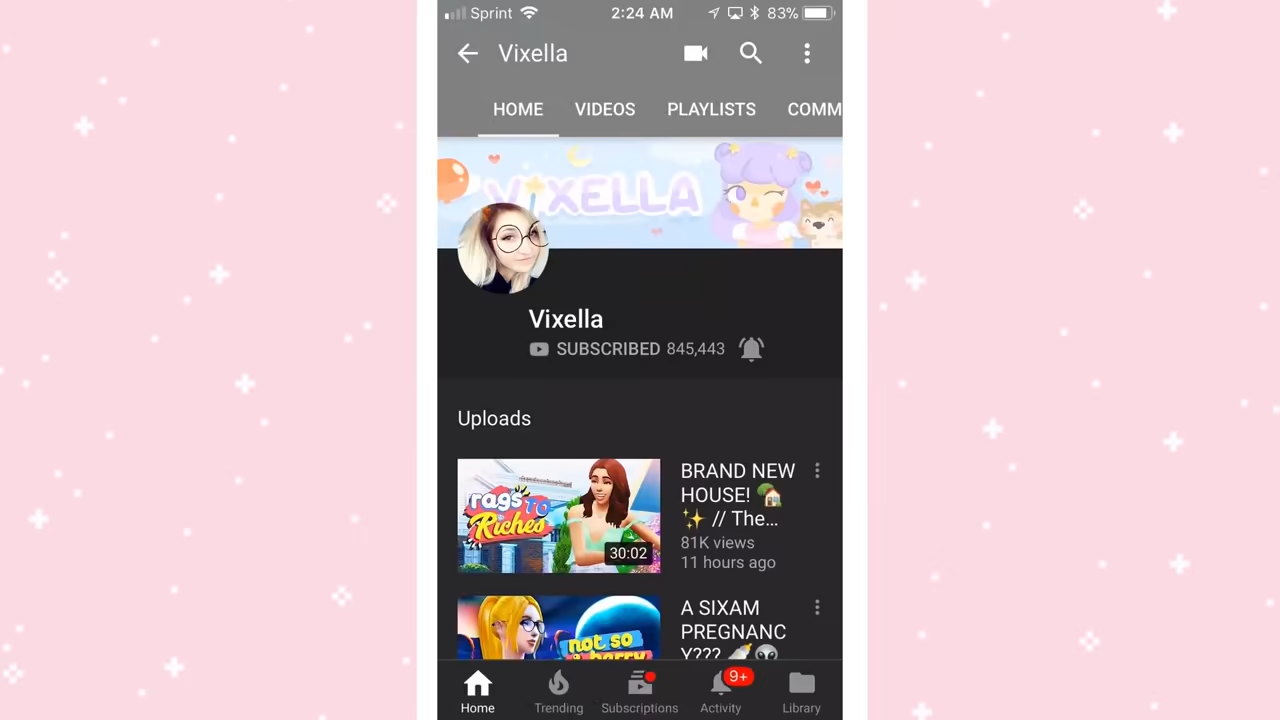 Sprint 2:24 AM 83%
Vixella
HOME VIDEOS PLAYLISTS COMM
VIXELLA
Vixella
SUBSCRIBED 845,443
Uploads
rags TO
Riches
30:02
BRAND NEW
HOUSE! 🏡
✨ // The...
81K views
11 hours ago
not so
berry
A SIXAM
PREGNANC
Y??? 🍼👽
9+
Home Trending Subscriptions Activity Library